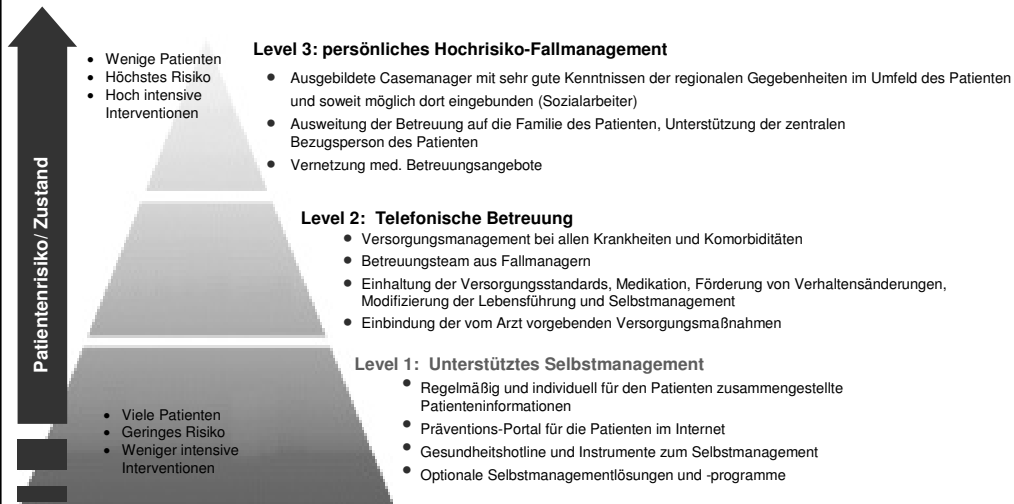 Patientenrisiko/ Zustand
• Wenige Patienten
• Höchstes Risiko
• Hoch intensive
Interventionen
Level 3: persönliches Hochrisiko-Fallmanagement
• Ausgebildete Casemanager mit sehr gute Kenntnissen der regionalen Gegebenheiten im Umfeld des Patienten
und soweit möglich dort eingebunden (Sozialarbeiter)
• Ausweitung der Betreuung auf die Familie des Patienten, Unterstützung der zentralen
Bezugsperson des Patienten
• Vernetzung med. Betreuungsangebote
Level 2: Telefonische Betreuung
• Versorgungsmanagement bei allen Krankheiten und Komorbiditäten
• Betreuungsteam aus Fallmanagern
• Einhaltung der Versorgungsstandards, Medikation, Förderung von Verhaltensänderungen,
Modifizierung der Lebensführung und Selbstmanagement
• Einbindung der vom Arzt vorgebenden Versorgungsmaßnahmen
Level 1: Unterstütztes Selbstmanagement
• Regelmäßig und individuell für den Patienten zusammengestellte
Patienteninformationen
• Präventions-Portal für die Patienten im Internet
• Gesundheitshotline und Instrumente zum Selbstmanagement
• Optionale Selbstmanagementlösungen und -programme
• Viele Patienten
• Geringes Risiko
• Weniger intensive
Interventionen